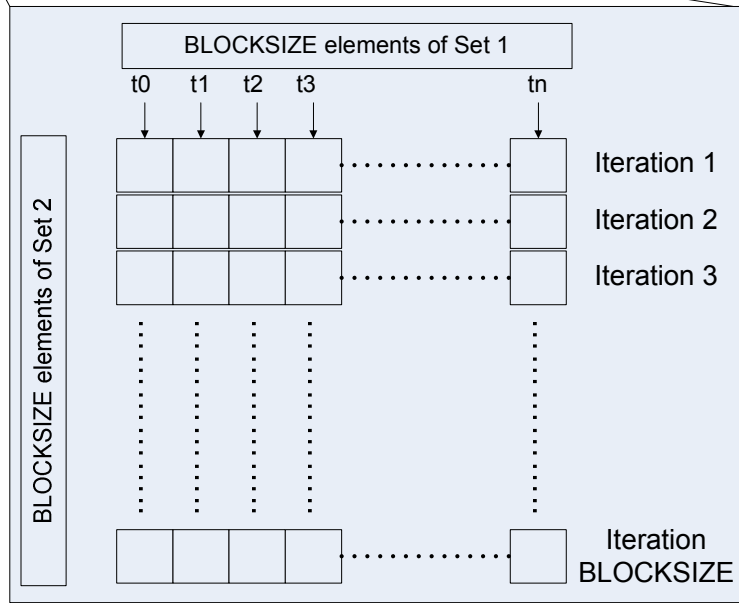 BLOCKSIZE elements of Set 1
t0 t1 t2 t3 tn
BLOCKSIZE elements of Set 2
Iteration 1
Iteration 2
Iteration 3
Iteration
BLOCKSIZE